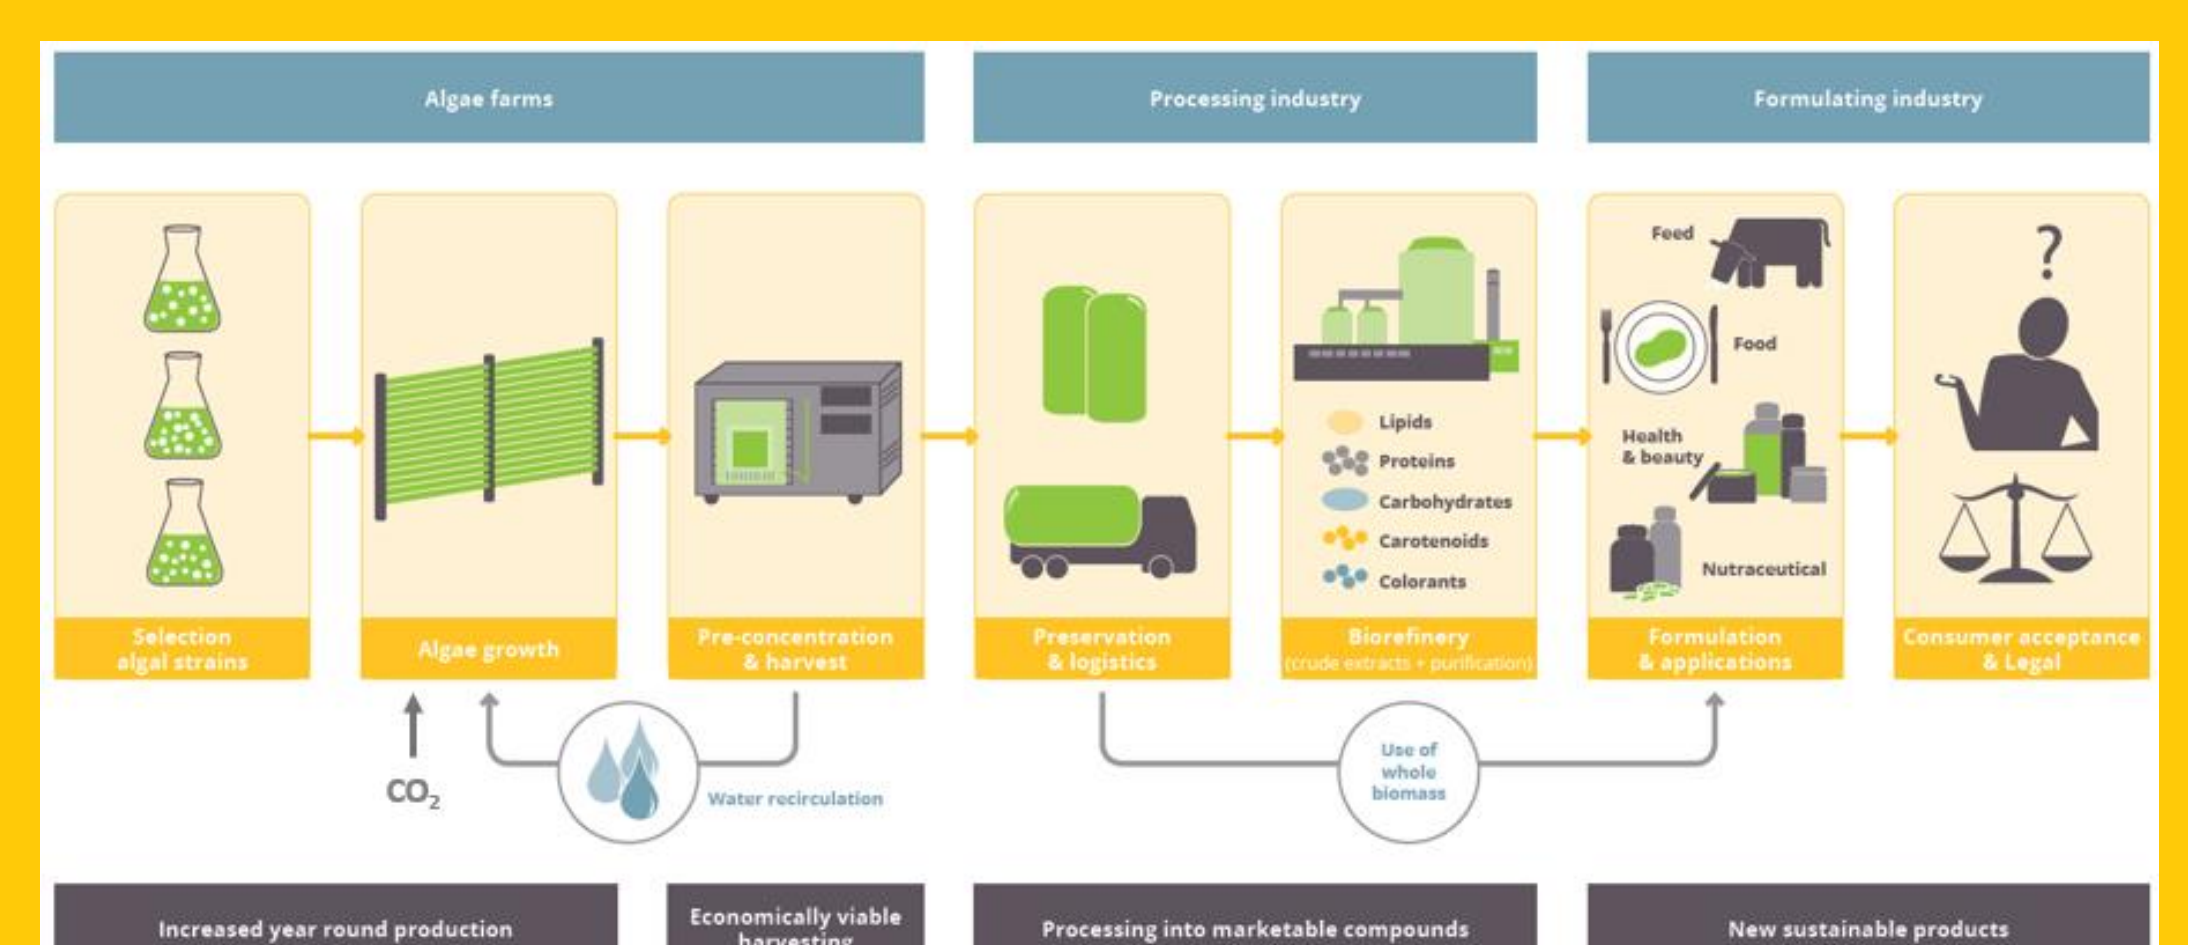 Algae farms
Processing industry
Formulating industry
Feed
?
Food
Lipids
Proteins
Carbohydrates
Carotenoids
Colorants
Health
& beauty
Nutraceutical
Selection
algal strains
Algae growth
Pre-concentration
& harvest
Preservation
& logistics
Biorefinery
(crude extracts + purification)
Formulation
& applications
Consumer acceptance
& Legal
CO₂
Water recirculation
Use of
whole
biomass
Increased year round production
Economically viable
harvesting
Processing into marketable compounds
New sustainable products